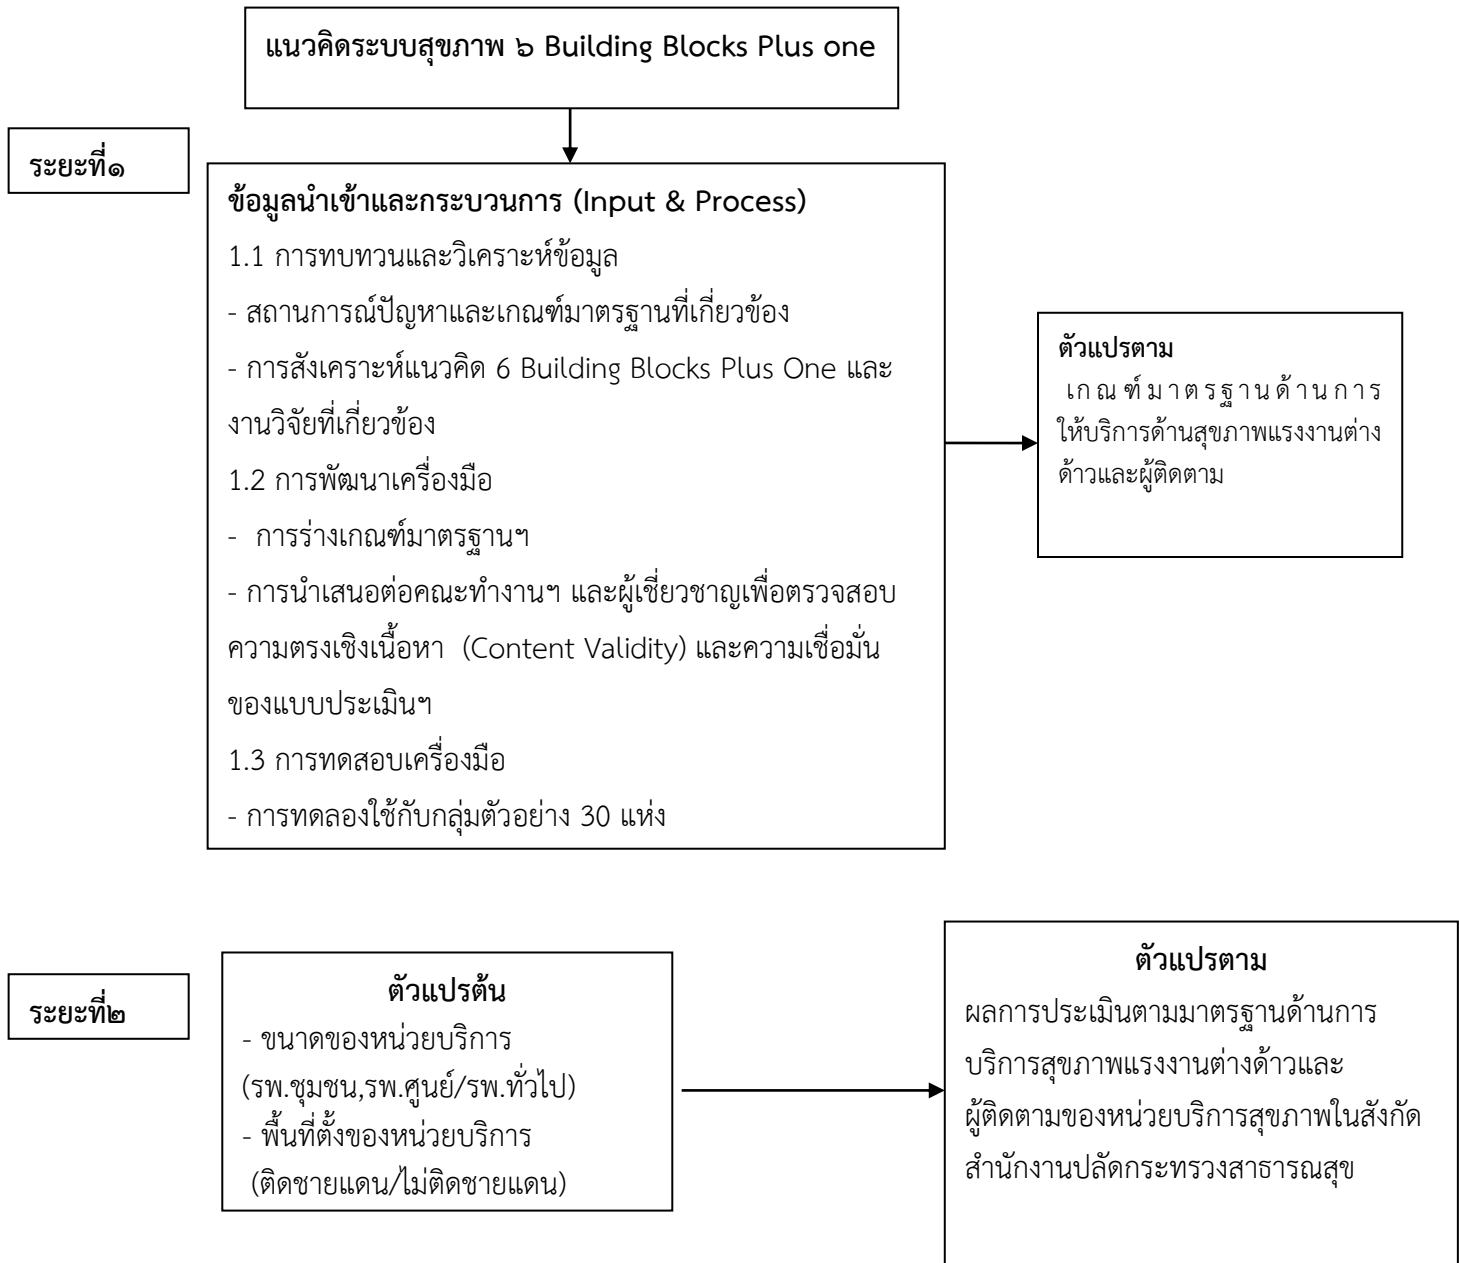 แนวคิดระบบสุขภาพ ๖ Building Blocks Plus one
ระยะที่๑
ข้อมูลนำเข้าและกระบวนการ (Input & Process)
1.1 การทบทวนและวิเคราะห์ข้อมูล
- สถานการณ์ปัญหาและเกณฑ์มาตรฐานที่เกี่ยวข้อง
- การสังเคราะห์แนวคิด 6 Building Blocks Plus One และ
งานวิจัยที่เกี่ยวข้อง
1.2 การพัฒนาเครื่องมือ
- การร่างเกณฑ์มาตรฐานฯ
- การนำเสนอต่อคณะทำงานฯ และผู้เชี่ยวชาญเพื่อตรวจสอบ
ความตรงเชิงเนื้อหา (Content Validity) และความเชื่อมั่น
ของแบบประเมินฯ
1.3 การทดสอบเครื่องมือ
- การทดลองใช้กับกลุ่มตัวอย่าง 30 แห่ง
ตัวแปรตาม
เกณฑ์มาตรฐานด้านการ
ให้บริการด้านสุขภาพแรงงานต่าง
ด้าวและผู้ติดตาม
ระยะที่๒
ตัวแปรต้น
- ขนาดของหน่วยบริการ
(รพ.ชุมชน,รพ.ศูนย์/รพ.ทั่วไป)
- พื้นที่ตั้งของหน่วยบริการ
(ติดชายแดน/ไม่ติดชายแดน)
ตัวแปรตาม
ผลการประเมินตามมาตรฐานด้านการ
บริการสุขภาพแรงงานต่างด้าวและ
ผู้ติดตามของหน่วยบริการสุขภาพในสังกัด
สำนักงานปลัดกระทรวงสาธารณสุข